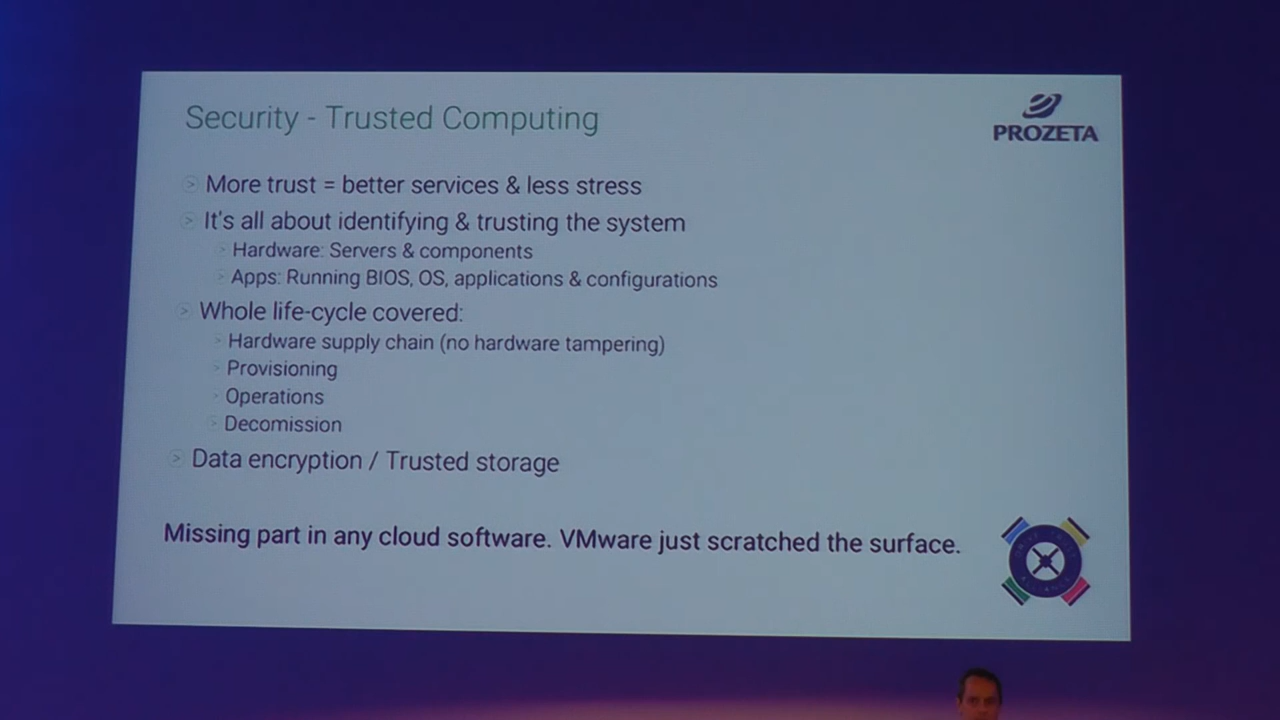 Security - Trusted Computing
PROZETA
More trust = better services & less stress
It's all about identifying & trusting the system
Hardware: Servers & components
Apps: Running BIOS, OS, applications & configurations
Whole life-cycle covered:
Hardware supply chain (no hardware tampering)
Provisioning
Operations
Decomission
Data encryption / Trusted storage
Missing part in any cloud software. VMware just scratched the surface.